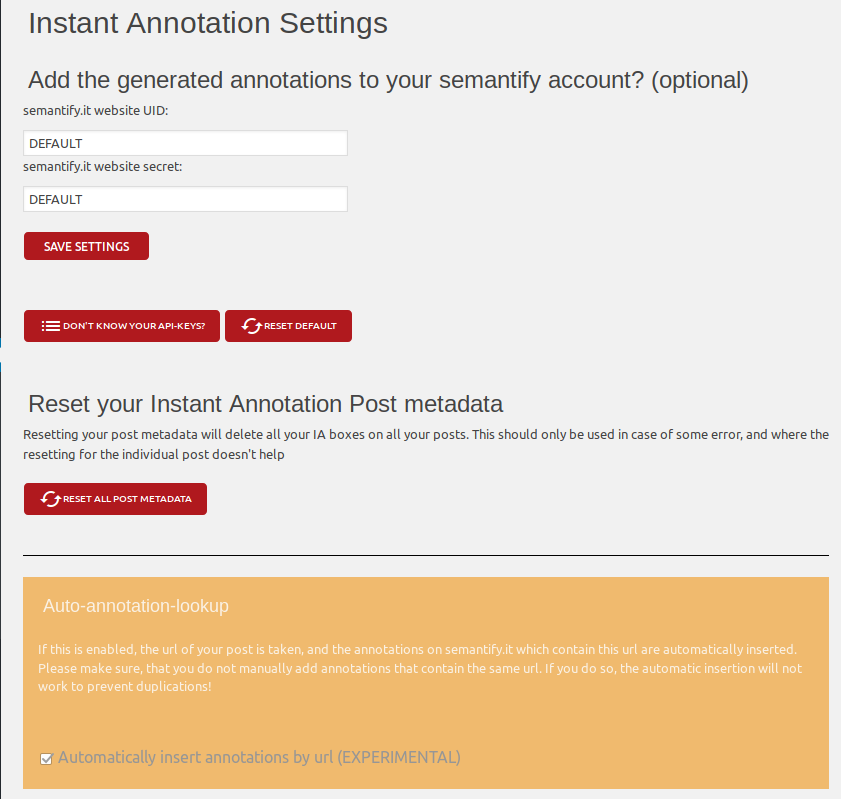 Instant Annotation Settings
Add the generated annotations to your semantify account? (optional)
semantify.it website UID:
DEFAULT
semantify.it website secret:
DEFAULT
SAVE SETTINGS
DON'T KNOW YOUR API-KEYS? RESET DEFAULT
Reset your Instant Annotation Post metadata
Resetting your post metadata will delete all your IA boxes on all your posts. This should only be used in case of some error, and where the
resetting for the individual post doesn't help
RESET ALL POST METADATA
Auto-annotation-lookup
If this is enabled, the url of your post is taken, and the annotations on semantify.it which contain this url are automatically inserted.
Please make sure, that you do not manually add annotations that contain the same url. If you do so, the automatic insertion will not
work to prevent duplications!
Automatically insert annotations by url (EXPERIMENTAL)